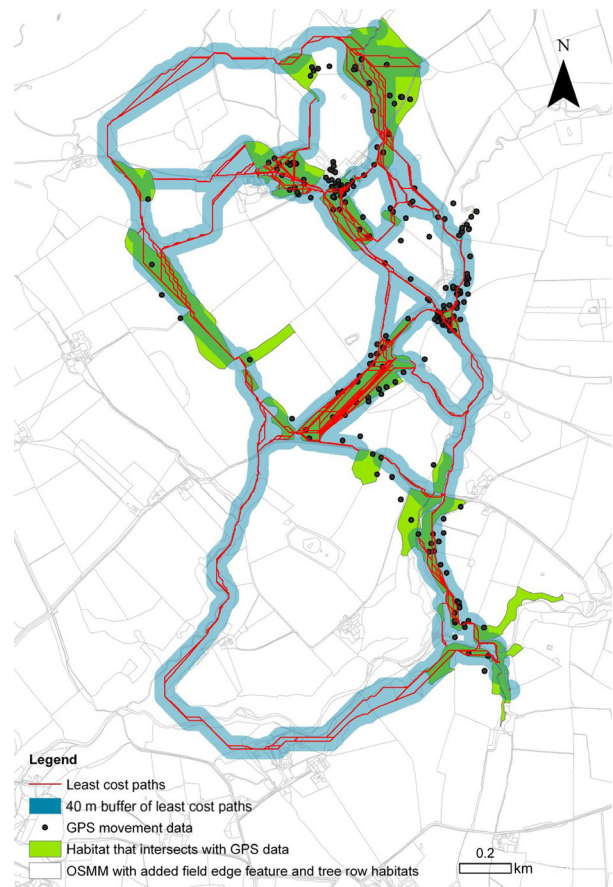 N
Legend
Least cost paths
40 m buffer of least cost paths
GPS movement data
Habitat that intersects with GPS data
OSMM with added field edge feature and tree row habitats
0.2
km